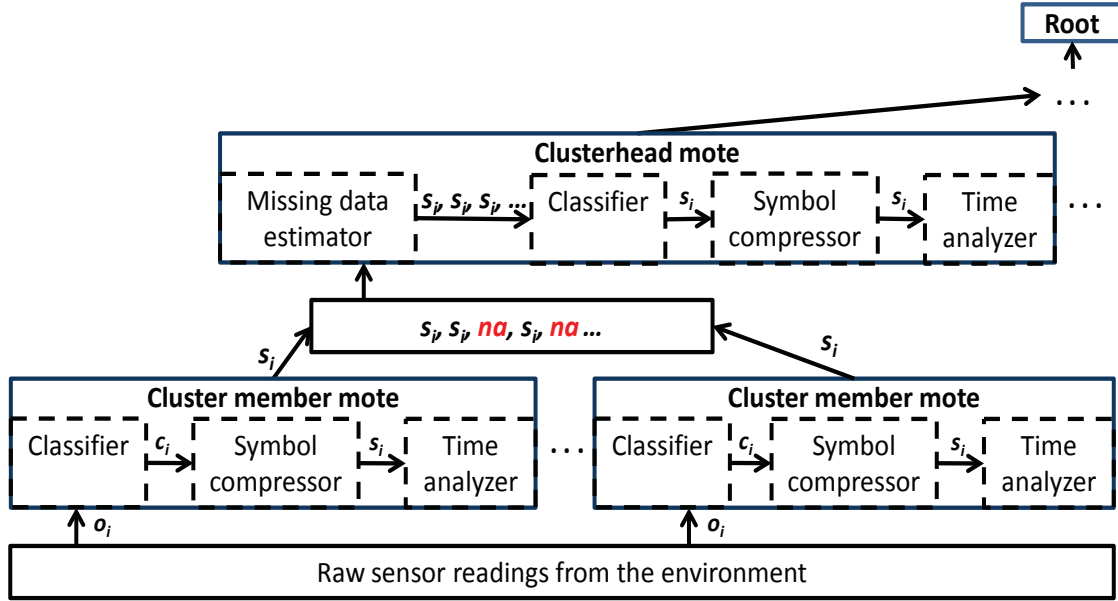 Root
...
Clusterhead mote
Missing data
estimator
s_i, s_i, s_i, ...
Classifier
s_i
Symbol
compressor
s_i
Time
analyzer
...
s_i, s_i, na, s_i, na ...
s_i
s_i
Cluster member mote
Classifier
c_i
Symbol
compressor
s_i
Time
analyzer
...
Cluster member mote
Classifier
c_i
Symbol
compressor
s_i
Time
analyzer
o_i
o_i
Raw sensor readings from the environment